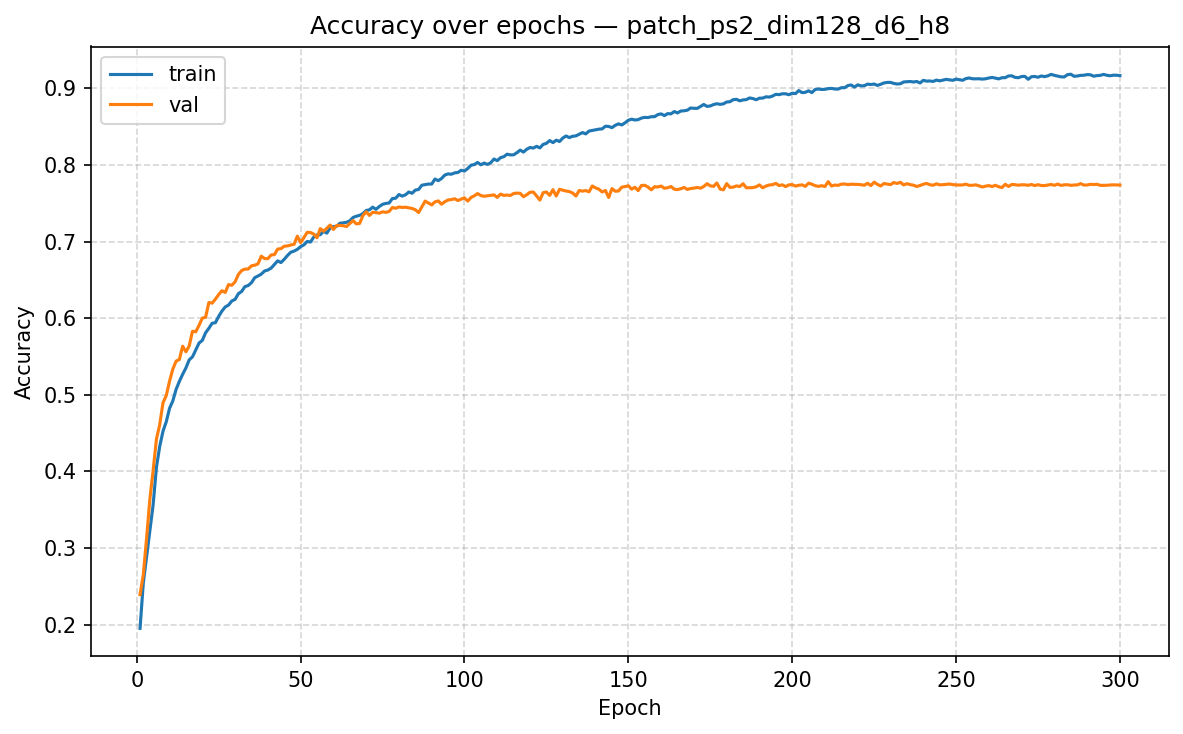 Accuracy over epochs — patch_ps2_dim128_d6_h8
train
val
Accuracy
0.9
0.8
0.7
0.6
0.5
0.4
0.3
0.2
0 50 100 150 200 250 300
Epoch